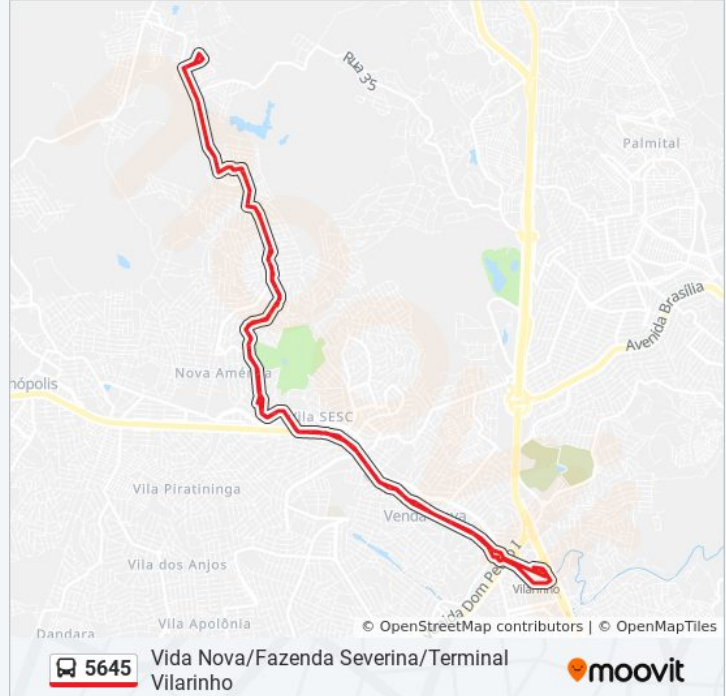 Rua 35
Palmital
Avenida Brasília
Nova América
nópolis
Vila SESC
Vila Piratininga
Venda Nova
Vila dos Anjos
Vilarinho
Vila Apolônia
Dandara
© OpenStreetMap contributors | © OpenMapTiles
5645
Vida Nova/Fazenda Severina/Terminal
Vilarinho
moovit